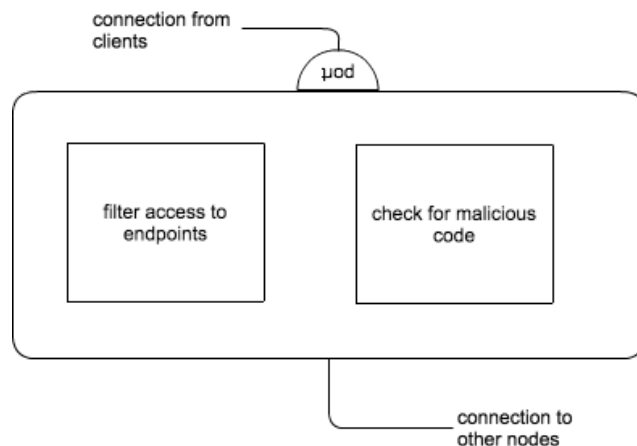 connection from
clients
port
filter access to
endpoints
check for malicious
code
connection to
other nodes